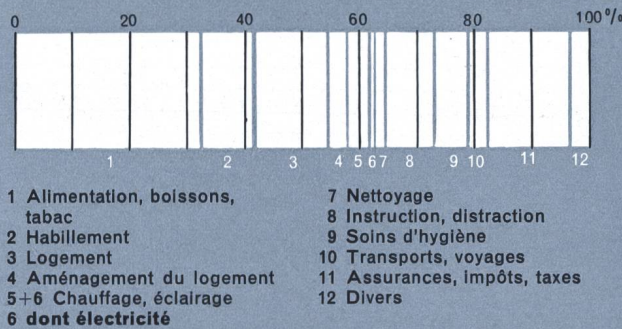 0 20 40 60 80 100 %
1 2 3 4 5 6 7 8 9 10 11 12
1 Alimentation, boissons,
tabac
2 Habillement
3 Logement
4 Aménagement du logement
5+6 Chauffage, éclairage
6 dont électricité
7 Nettoyage
8 Instruction, distraction
9 Soins d'hygiène
10 Transports, voyages
11 Assurances, impôts, taxes
12 Divers